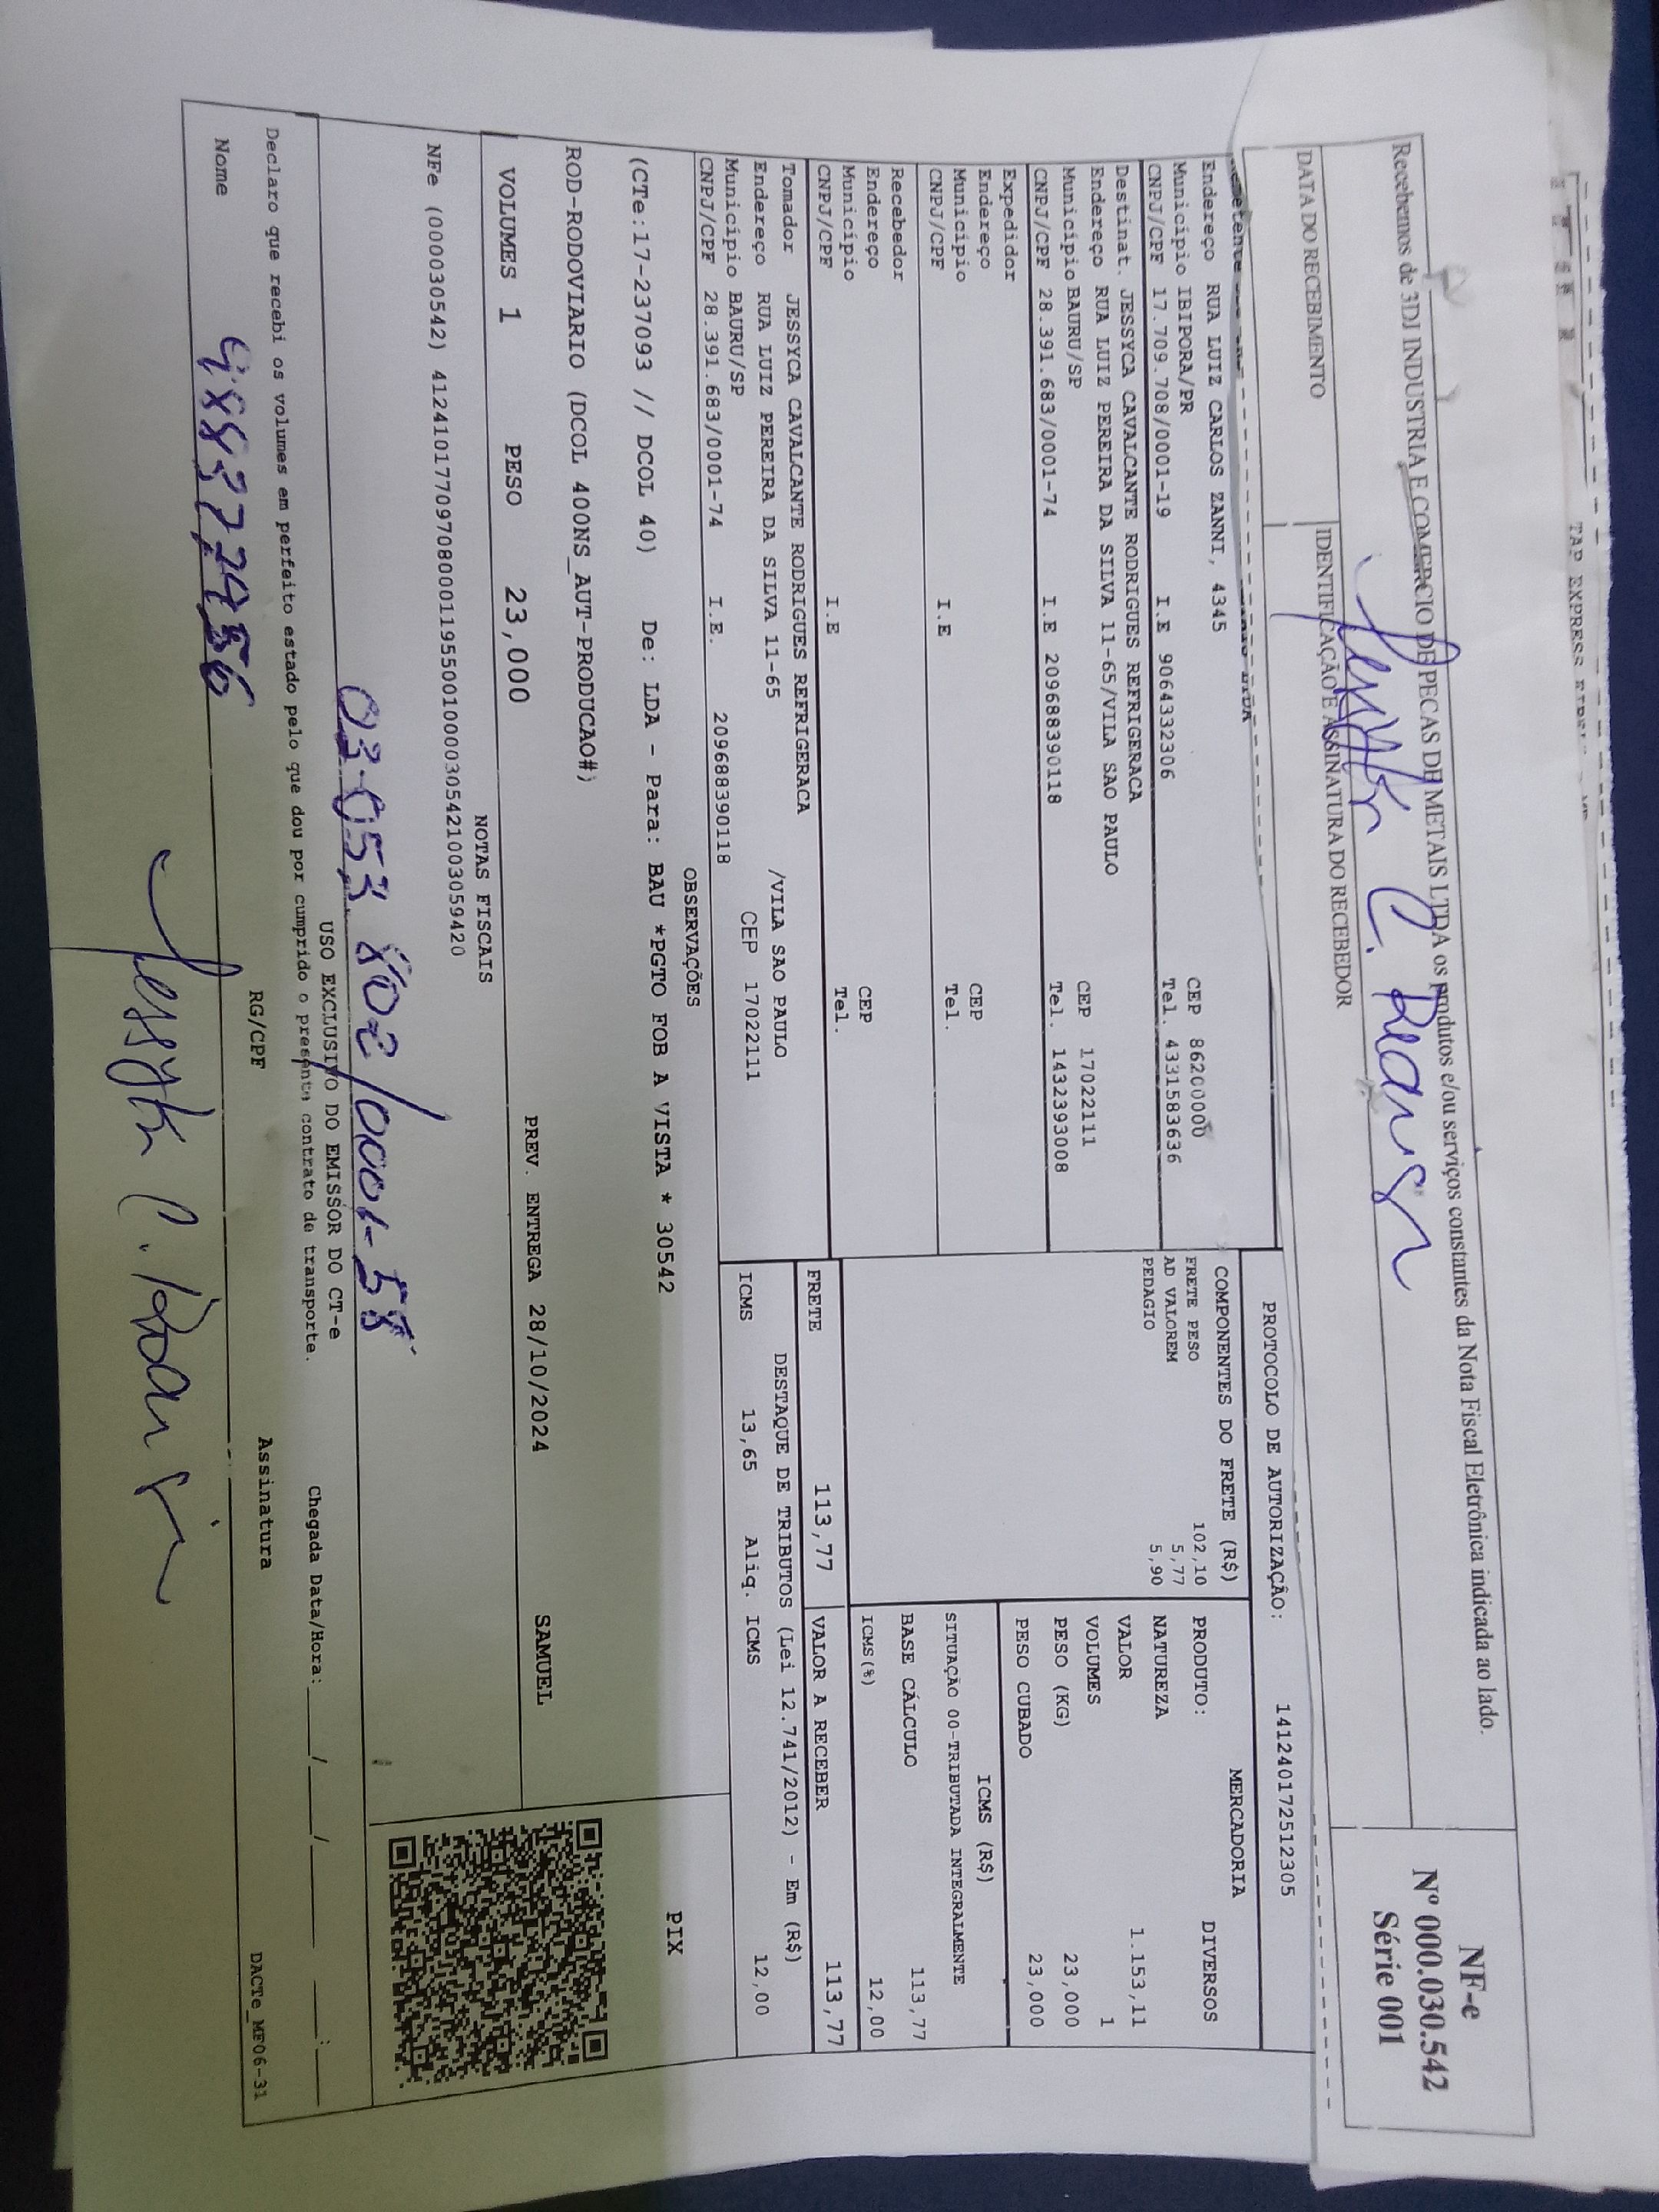 TAP EXPRESS
Recebemos de 3DJ INDUSTRIA E COMERCIO DE PECAS DE METAIS LTDA os produtos e/ou serviços constantes da Nota Fiscal Eletrônica indicada ao lado.
NF-e
Nº 000.030.542
Série 001
DATA DO RECEBIMENTO
IDENTIFICAÇÃO E ASSINATURA DO RECEBEDOR
PROTOCOLO DE AUTORIZAÇÃO: 141240172512305
Endereço RUA LUIZ CARLOS ZANNI, 4345
Município IBIPORA/PR CEP 86200000
CNPJ/CPF 17.709.708/0001-19 I.E 9064332306 Tel. 4331583636
Destinat. JESSYCA CAVALCANTE RODRIGUES REFRIGERACA
Endereço RUA LUIZ PEREIRA DA SILVA 11-65/VILA SAO PAULO
Município BAURU/SP CEP 17022111
CNPJ/CPF 28.391.683/0001-74 I.E 209688390118 Tel. 1432393008
Expedidor
Endereço
Município CEP
CNPJ/CPF I.E Tel.
Recebedor
Endereço
Município CEP
CNPJ/CPF I.E Tel.
Tomador JESSYCA CAVALCANTE RODRIGUES REFRIGERACA
Endereço RUA LUIZ PEREIRA DA SILVA 11-65 /VILA SAO PAULO
Município BAURU/SP CEP 17022111
CNPJ/CPF 28.391.683/0001-74 I.E. 209688390118
COMPONENTES DO FRETE (R$)
FRETE PESO 102,10
AD VALOREM 5,77
PEDAGIO 5,90
MERCADORIA
PRODUTO: DIVERSOS
NATUREZA
VALOR 1.153,11
VOLUMES 1
PESO (KG) 23,000
PESO CUBADO 23,000
ICMS (R$)
SITUAÇÃO 00-TRIBUTADA INTEGRALMENTE
BASE CÁLCULO 113,77
ICMS(%) 12,00
FRETE 113,77 VALOR A RECEBER 113,77
DESTAQUE DE TRIBUTOS (Lei 12.741/2012) - Em (R$)
ICMS 13,65 Aliq. ICMS 12,00
OBSERVAÇÕES
(CTe:17-237093 // DCOL 40) De: LDA - Para: BAU *PGTO FOB A VISTA * 30542
ROD-RODOVIARIO (DCOL 400NS_AUT-PRODUCAO#)
PIX
VOLUMES 1 PESO 23,000 PREV. ENTREGA 28/10/2024 SAMUEL
NOTAS FISCAIS
NFe (000030542) 41241017709708000119550010000305421003059420
03.053.802/0001-58
USO EXCLUSIVO DO EMISSOR DO CT-e
Declaro que recebi os volumes em perfeito estado pelo que dou por cumprido o presente contrato de transporte.
Chegada Data/Hora: ____/____/____ ____:____
Nome RG/CPF Assinatura
DACTe_MF06-31